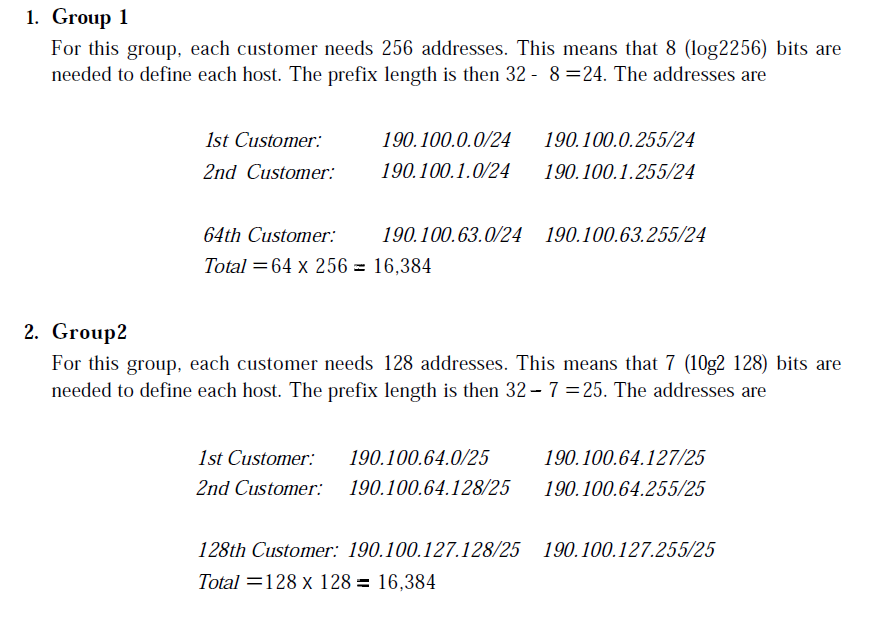 1. Group 1
For this group, each customer needs 256 addresses. This means that 8 (log2256) bits are
needed to define each host. The prefix length is then 32 - 8 =24. The addresses are
1st Customer: 190.100.0.0/24 190.100.0.255/24
2nd Customer: 190.100.1.0/24 190.100.1.255/24
64th Customer: 190.100.63.0/24 190.100.63.255/24
Total =64 X 256 = 16,384
2. Group2
For this group, each customer needs 128 addresses. This means that 7 (10g2 128) bits are
needed to define each host. The prefix length is then 32 – 7 =25. The addresses are
1st Customer: 190.100.64.0/25 190.100.64.127/25
2nd Customer: 190.100.64.128/25 190.100.64.255/25
128th Customer: 190.100.127.128/25 190.100.127.255/25
Total =128 X 128 = 16,384